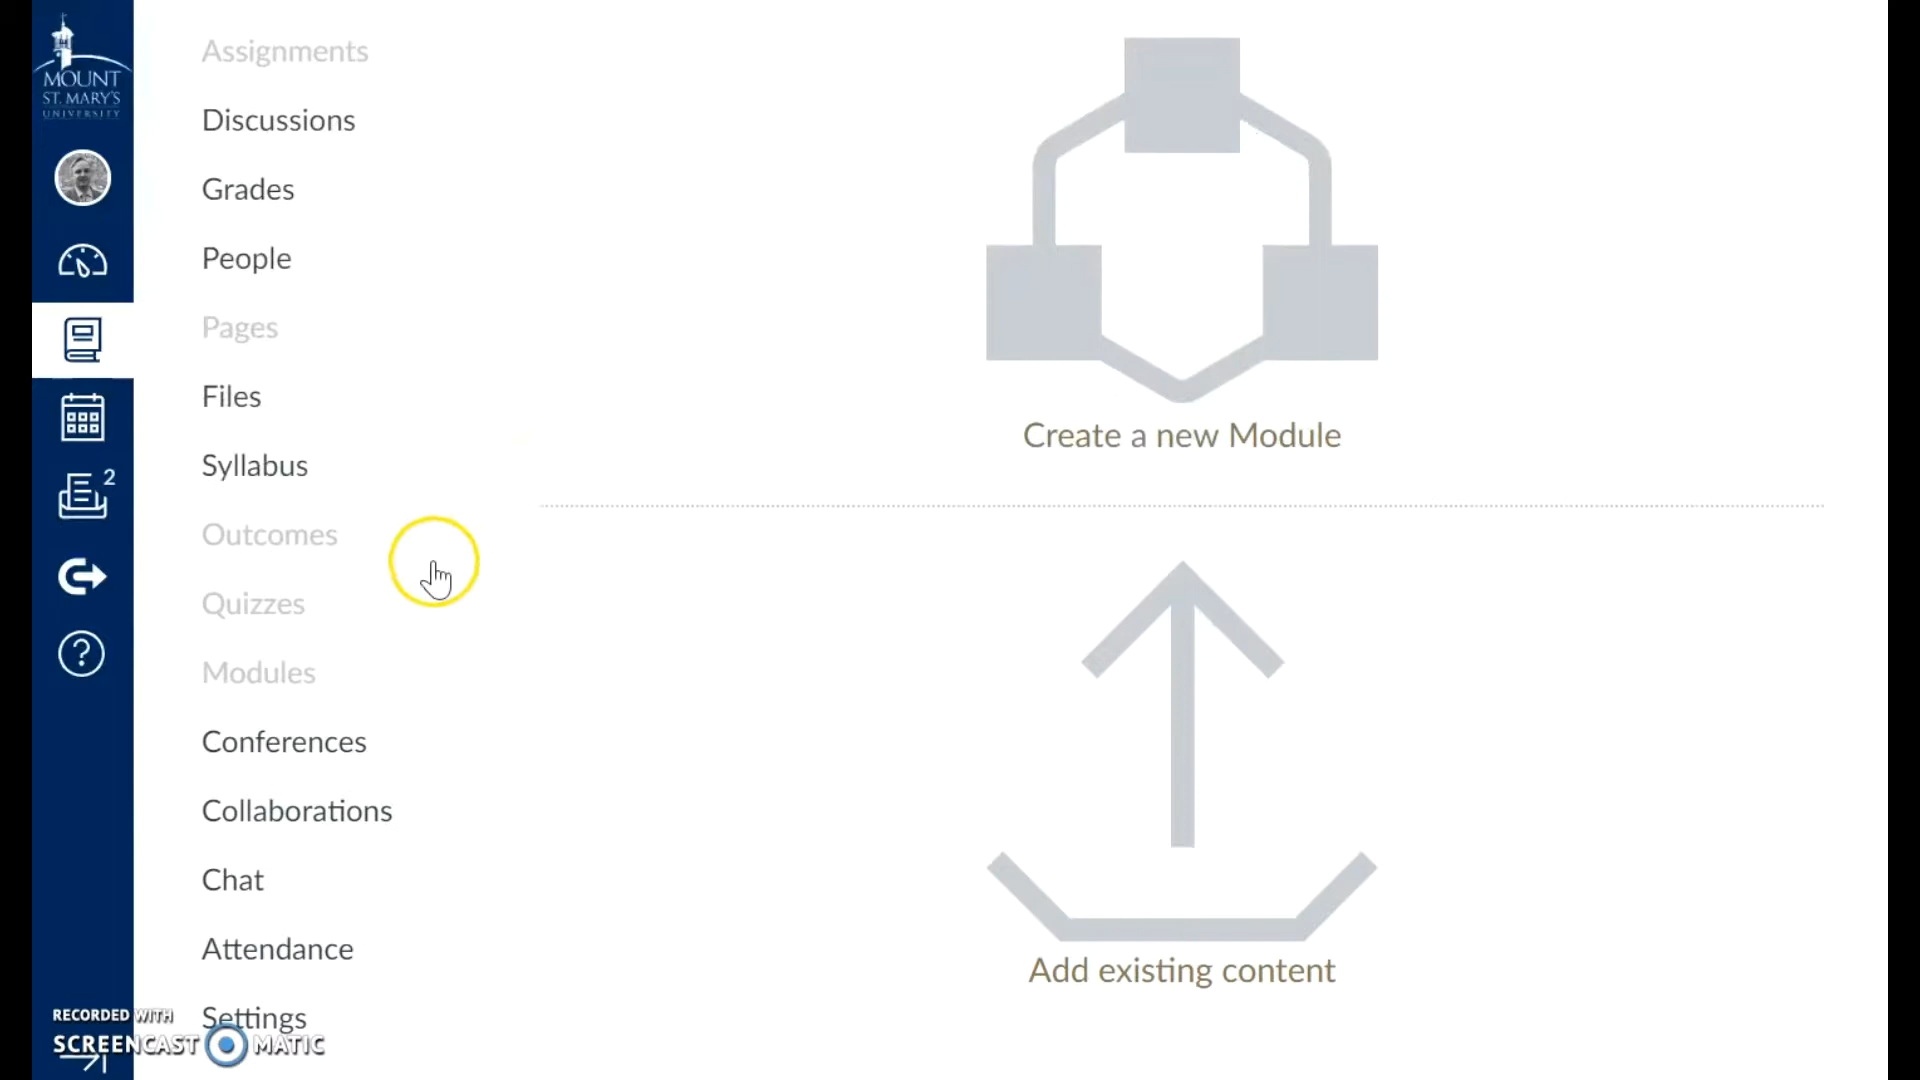 MOUNT
ST. MARY'S
UNIVERSITY
2
Assignments
Discussions
Grades
People
Pages
Files
Syllabus
Outcomes
Quizzes
Modules
Conferences
Collaborations
Chat
Attendance
Settings
Create a new Module
Add existing content
RECORDED WITH
SCREENCAST MATIC